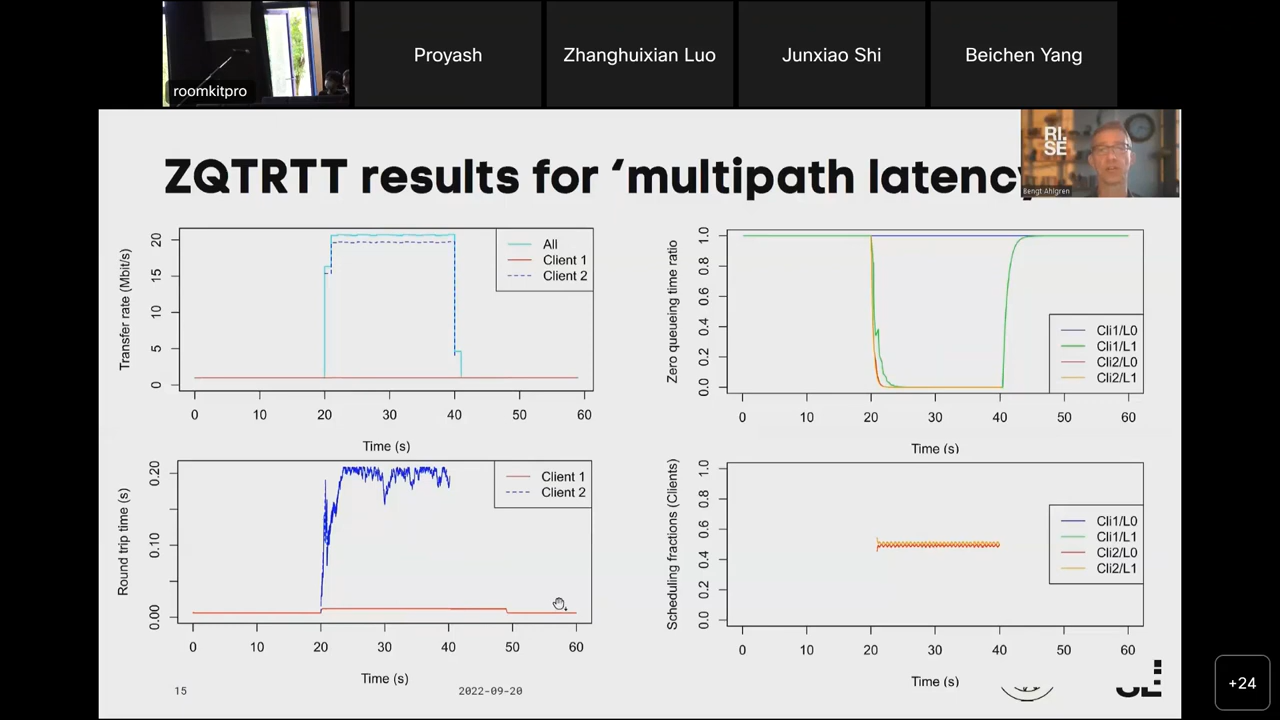 roomkitpro
Proyash
Zhanghuixian Luo
Junxiao Shi
Beichen Yang
RI.
SE
Bengt Ahlgren
ZQTRTT results for ‘multipath latency
Transfer rate (Mbit/s)
20
15
10
5
0
All
Client 1
Client 2
0 10 20 30 40 50 60
Time (s)
Zero queueing time ratio
1.0
0.8
0.6
0.4
0.2
0.0
Cli1/L0
Cli1/L1
Cli2/L0
Cli2/L1
0 10 20 30 40 50 60
Time (s)
Round trip time (s)
0.20
0.10
0.00
Client 1
Client 2
0 10 20 30 40 50 60
Time (s)
Scheduling fractions (Clients)
1.0
0.8
0.6
0.4
0.2
0.0
Cli1/L0
Cli1/L1
Cli2/L0
Cli2/L1
0 10 20 30 40 50 60
Time (s)
15
2022-09-20
+24